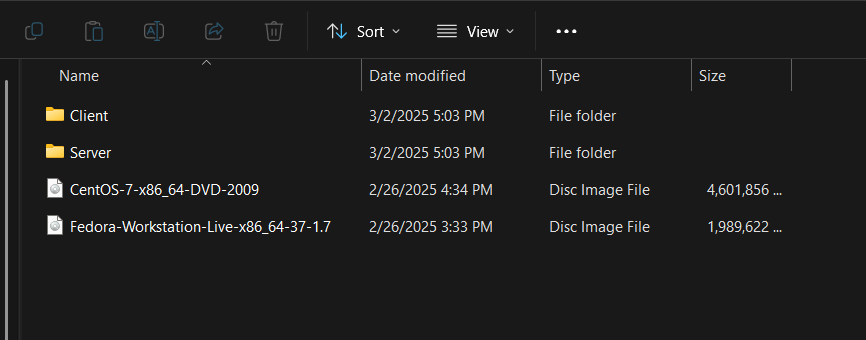 Sort View ...
Name Date modified Type Size
Client 3/2/2025 5:03 PM File folder
Server 3/2/2025 5:03 PM File folder
CentOS-7-x86_64-DVD-2009 2/26/2025 4:34 PM Disc Image File 4,601,856 ...
Fedora-Workstation-Live-x86_64-37-1.7 2/26/2025 3:33 PM Disc Image File 1,989,622 ...